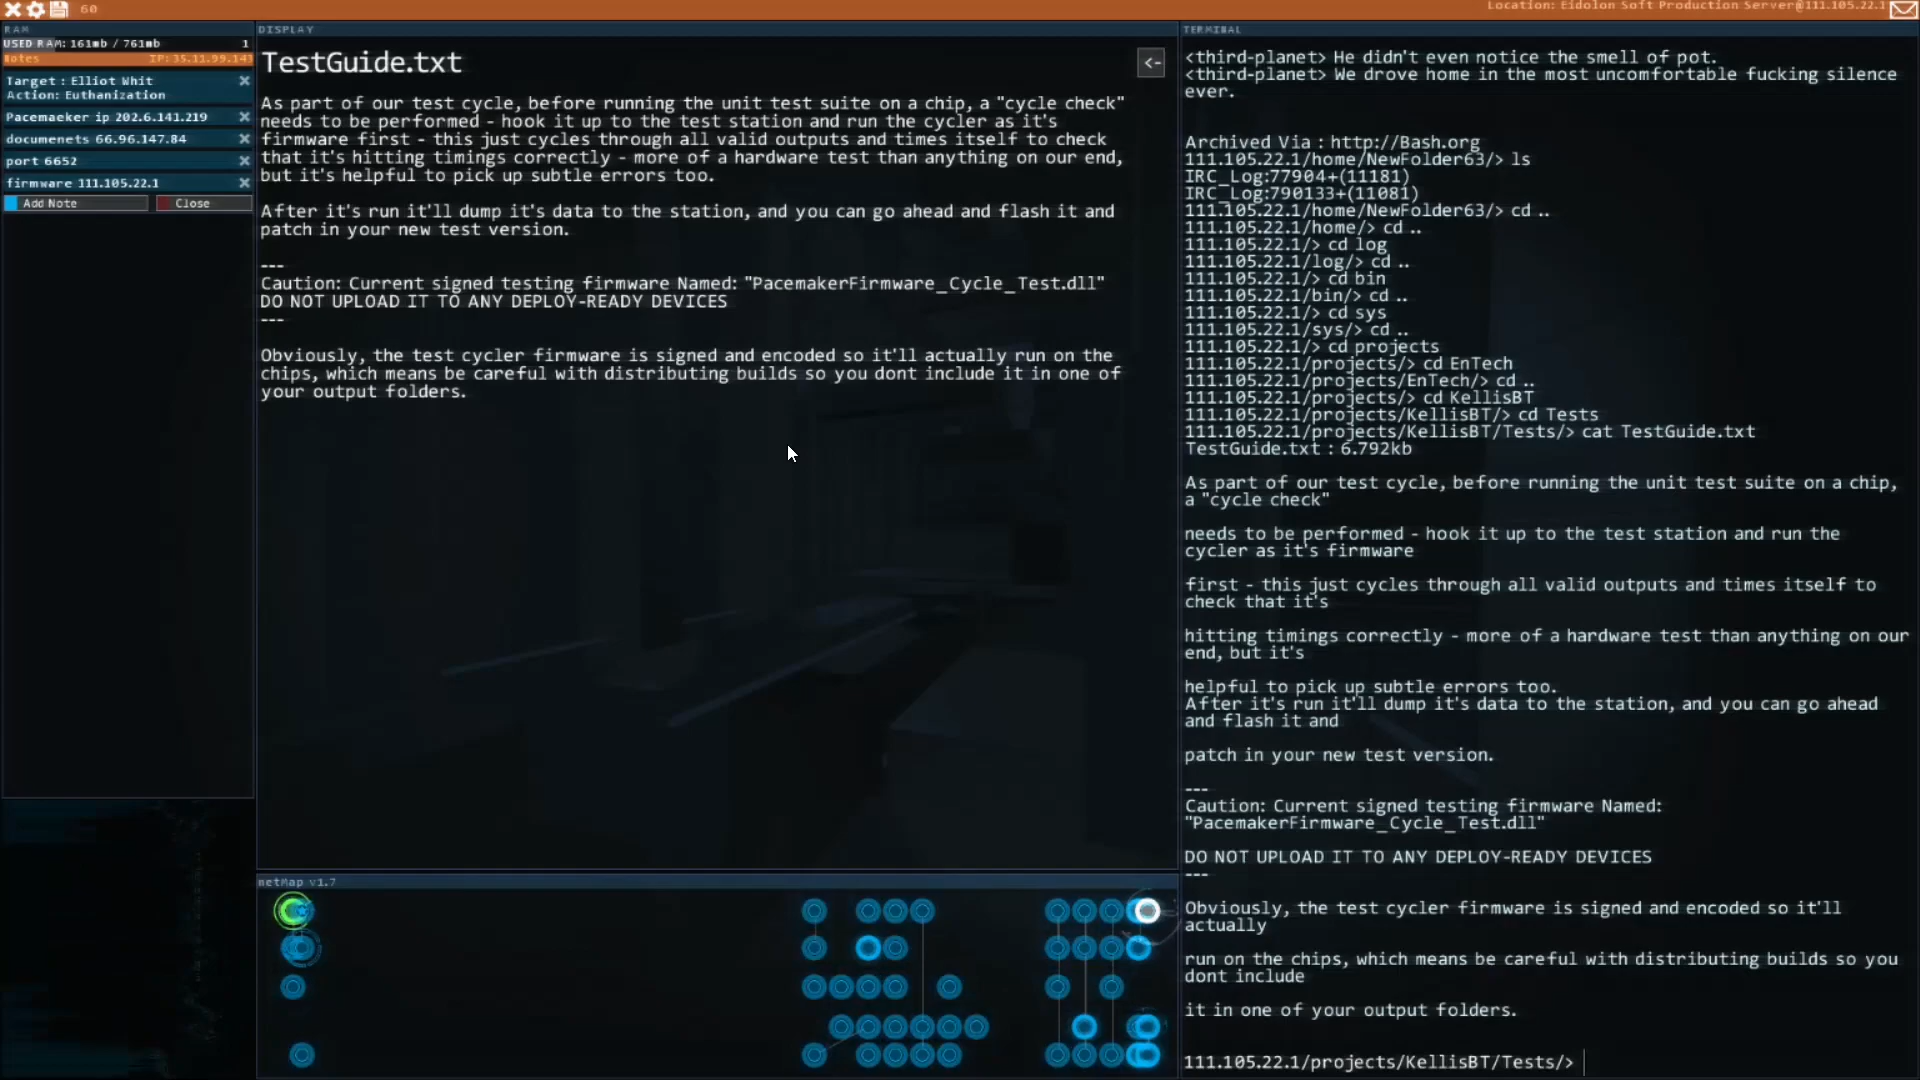 60
Location: Eidolon Soft Production Server@111.105.22.1
RAM
USED RAM: 161mb / 761mb 1
Notes IP: 35.11.99.143
Target : Elliot Whit
Action: Euthanization
Pacemaeker ip 202.6.141.219
documenets 66.96.147.84
port 6652
firmware 111.105.22.1
Add Note Close
DISPLAY
TestGuide.txt
<-
As part of our test cycle, before running the unit test suite on a chip, a "cycle check"
needs to be performed - hook it up to the test station and run the cycler as it's
firmware first - this just cycles through all valid outputs and times itself to check
that it's hitting timings correctly - more of a hardware test than anything on our end,
but it's helpful to pick up subtle errors too.
After it's run it'll dump it's data to the station, and you can go ahead and flash it and
patch in your new test version.
---
Caution: Current signed testing firmware Named: "PacemakerFirmware_Cycle_Test.dll"
DO NOT UPLOAD IT TO ANY DEPLOY-READY DEVICES
---
Obviously, the test cycler firmware is signed and encoded so it'll actually run on the
chips, which means be careful with distributing builds so you dont include it in one of
your output folders.
netMap v1.7
TERMINAL
<third-planet> He didn't even notice the smell of pot.
<third-planet> We drove home in the most uncomfortable fucking silence
ever.
Archived Via : http://Bash.org
111.105.22.1/home/NewFolder63/> ls
IRC_Log:77904+(11181)
IRC_Log:790133+(11081)
111.105.22.1/home/NewFolder63/> cd ..
111.105.22.1/home/> cd ..
111.105.22.1/> cd log
111.105.22.1/log/> cd ..
111.105.22.1/> cd bin
111.105.22.1/bin/> cd ..
111.105.22.1/> cd sys
111.105.22.1/sys/> cd ..
111.105.22.1/> cd projects
111.105.22.1/projects/> cd EnTech
111.105.22.1/projects/EnTech/> cd ..
111.105.22.1/projects/> cd KellisBT
111.105.22.1/projects/KellisBT/> cd Tests
111.105.22.1/projects/KellisBT/Tests/> cat TestGuide.txt
TestGuide.txt : 6.792kb
As part of our test cycle, before running the unit test suite on a chip,
a "cycle check"
needs to be performed - hook it up to the test station and run the
cycler as it's firmware
first - this just cycles through all valid outputs and times itself to
check that it's
hitting timings correctly - more of a hardware test than anything on our
end, but it's
helpful to pick up subtle errors too.
After it's run it'll dump it's data to the station, and you can go ahead
and flash it and
patch in your new test version.
---
Caution: Current signed testing firmware Named:
"PacemakerFirmware_Cycle_Test.dll"
DO NOT UPLOAD IT TO ANY DEPLOY-READY DEVICES
---
Obviously, the test cycler firmware is signed and encoded so it'll
actually
run on the chips, which means be careful with distributing builds so you
dont include
it in one of your output folders.
111.105.22.1/projects/KellisBT/Tests/>